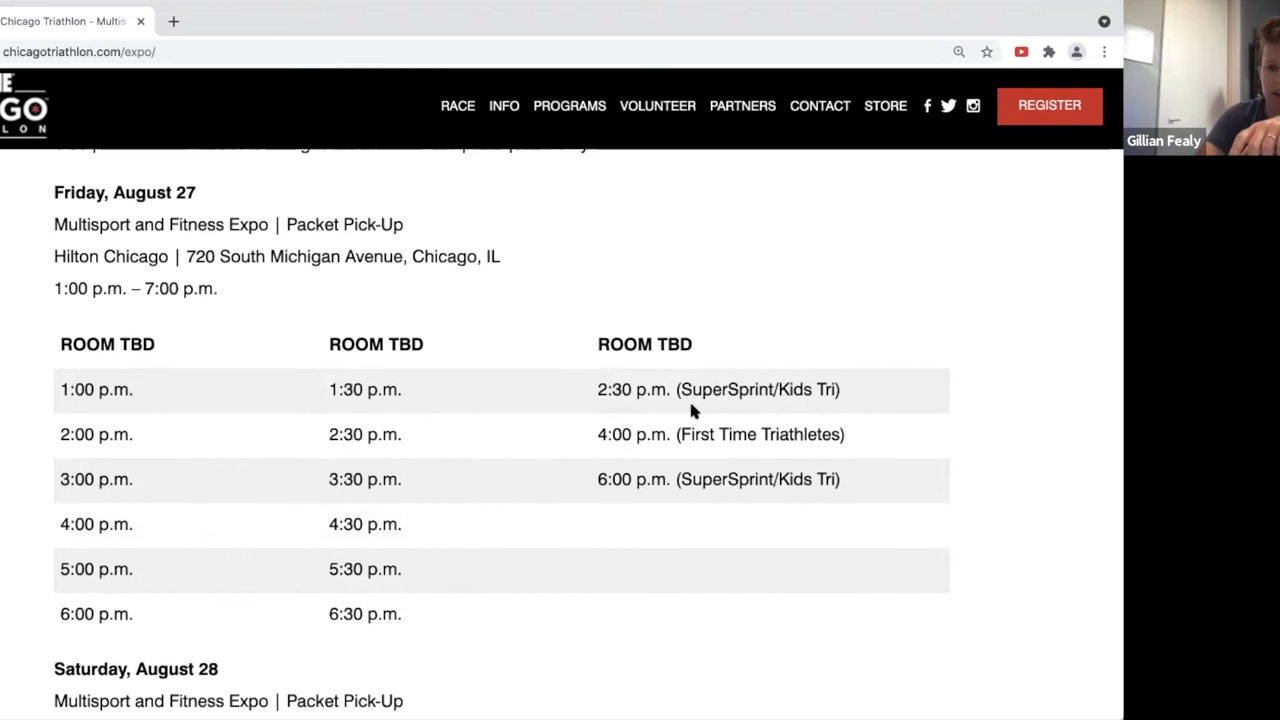 Chicago Triathlon - Multis
chicagotriathlon.com/expo/
GO
LON
RACE INFO PROGRAMS VOLUNTEER PARTNERS CONTACT STORE REGISTER
Gillian Fealy
Friday, August 27
Multisport and Fitness Expo | Packet Pick-Up
Hilton Chicago | 720 South Michigan Avenue, Chicago, IL
1:00 p.m. – 7:00 p.m.
ROOM TBD ROOM TBD ROOM TBD
1:00 p.m. 1:30 p.m. 2:30 p.m. (SuperSprint/Kids Tri)
2:00 p.m. 2:30 p.m. 4:00 p.m. (First Time Triathletes)
3:00 p.m. 3:30 p.m. 6:00 p.m. (SuperSprint/Kids Tri)
4:00 p.m. 4:30 p.m.
5:00 p.m. 5:30 p.m.
6:00 p.m. 6:30 p.m.
Saturday, August 28
Multisport and Fitness Expo | Packet Pick-Up